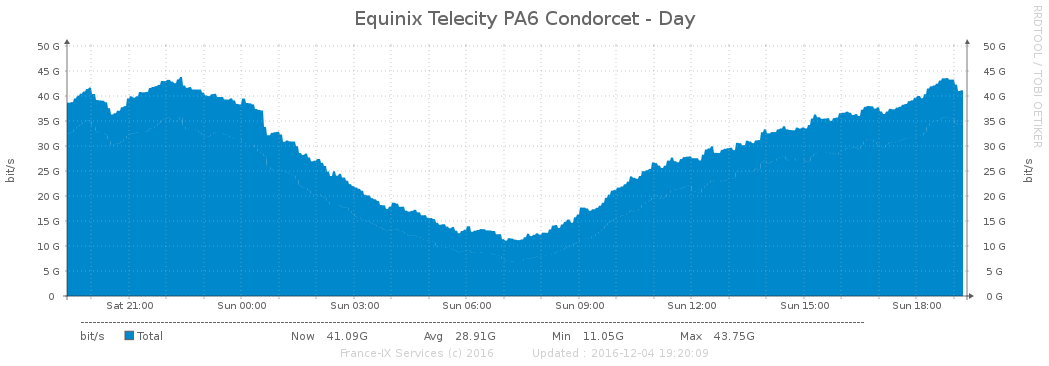 Equinix Telecity PA6 Condorcet - Day
RRDTOOL / TOBI OETIKER
bit/s
50 G 50 G
45 G 45 G
40 G 40 G
35 G 35 G
30 G 30 G
25 G 25 G
20 G 20 G
15 G 15 G
10 G 10 G
5 G 5 G
0 0 G
bit/s
Sat 21:00 Sun 00:00 Sun 03:00 Sun 06:00 Sun 09:00 Sun 12:00 Sun 15:00 Sun 18:00
bit/s Total Now 41.09G Avg 28.91G Min 11.05G Max 43.75G
France-IX Services (c) 2016 Updated : 2016-12-04 19:20:09